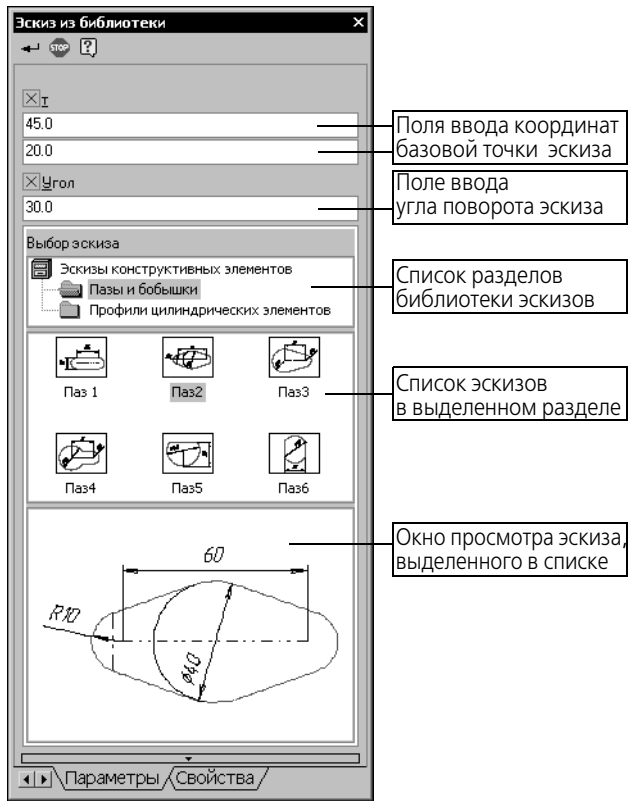 Эскиз из библиотеки
STOP
т
45.0
20.0
Угол
30.0
Выбор эскиза
Эскизы конструктивных элементов
Пазы и бобышки
Профили цилиндрических элементов
Паз 1
Паз2
Паз3
Паз4
Паз5
Паз6
60
R10
ϕ40
Параметры
Свойства
Поля ввода координат
базовой точки эскиза
Поле ввода
угла поворота эскиза
Список разделов
библиотеки эскизов
Список эскизов
в выделенном разделе
Окно просмотра эскиза,
выделенного в списке